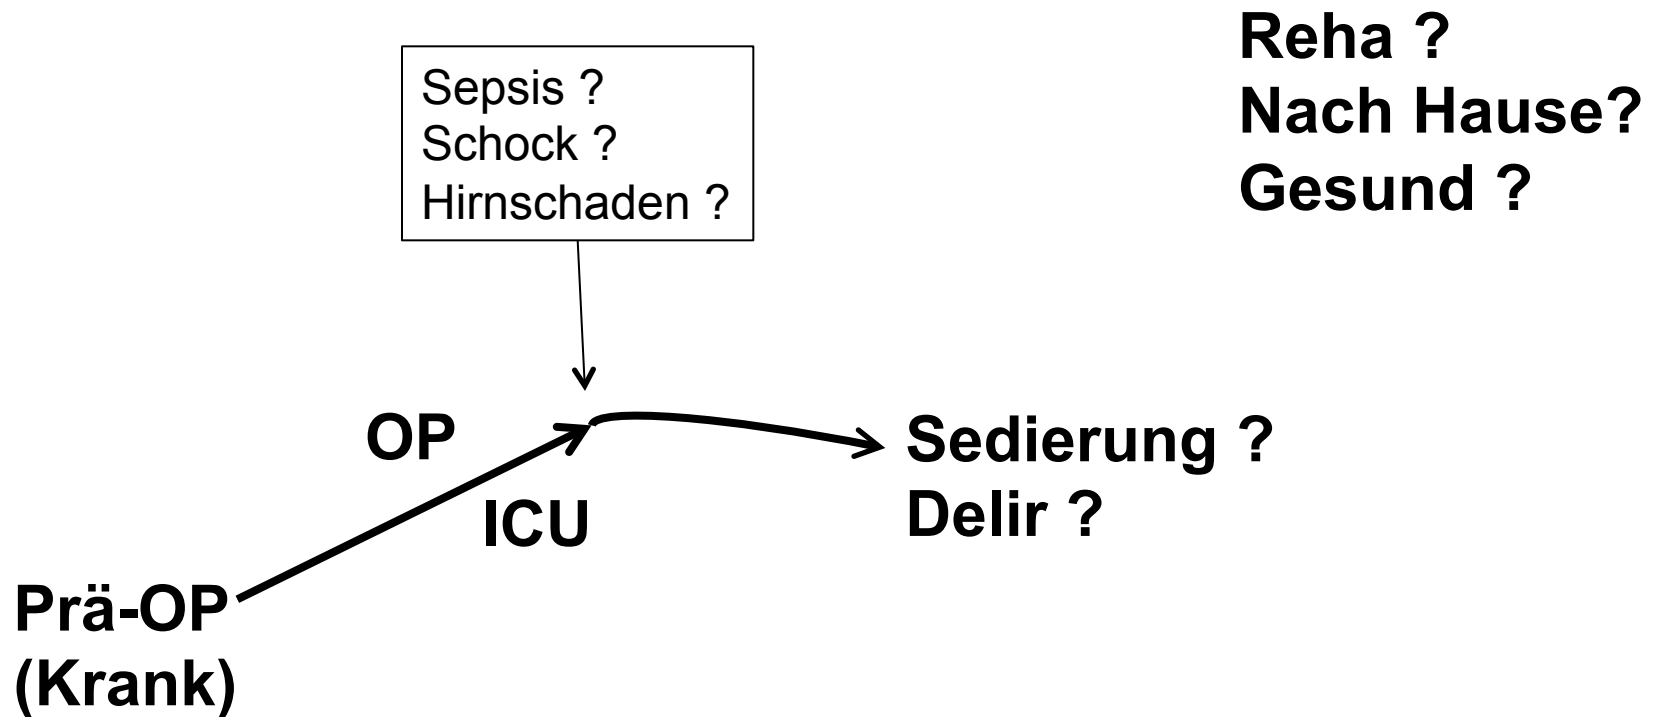 Reha ?
Nach Hause?
Gesund ?
Sepsis ?
Schock ?
Hirnschaden ?
OP
ICU
Sedierung ?
Delir ?
Prä-OP
(Krank)